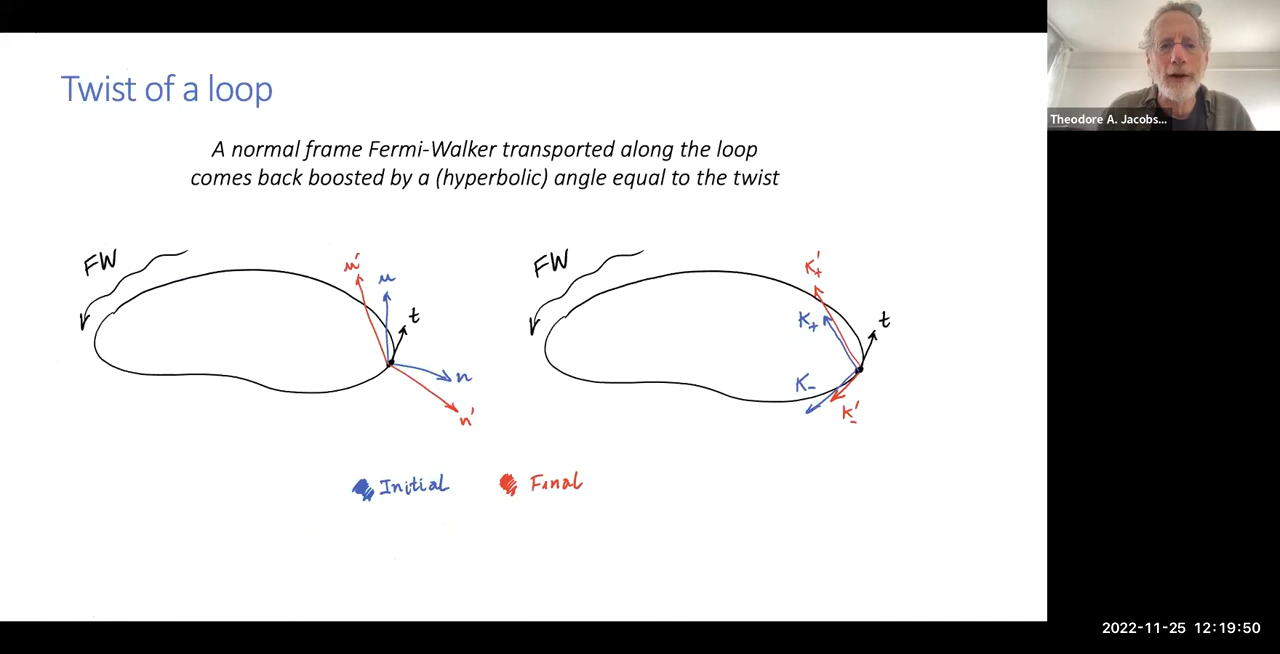 Twist of a loop
A normal frame Fermi-Walker transported along the loop
comes back boosted by a (hyperbolic) angle equal to the twist
FW
u'
u
t
n
n'
FW
K₊'
K₊
t
K₋
K₋'
Initial
Final
Theodore A. Jacobs...
2022-11-25 12:19:50